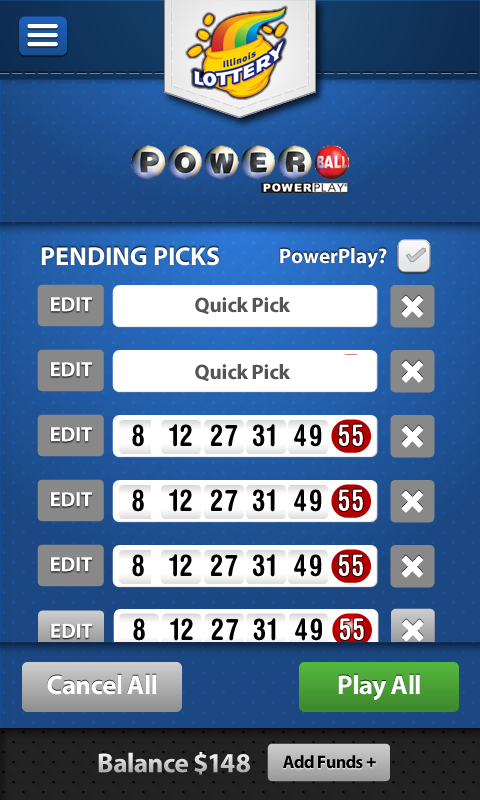 Illinois
LOTTERY
POWERBALL
POWERPLAY
PENDING PICKS PowerPlay?
EDIT Quick Pick
EDIT Quick Pick
EDIT 8 12 27 31 49 55
EDIT 8 12 27 31 49 55
EDIT 8 12 27 31 49 55
EDIT 8 12 27 31 49 55
Cancel All Play All
Balance $148 Add Funds +